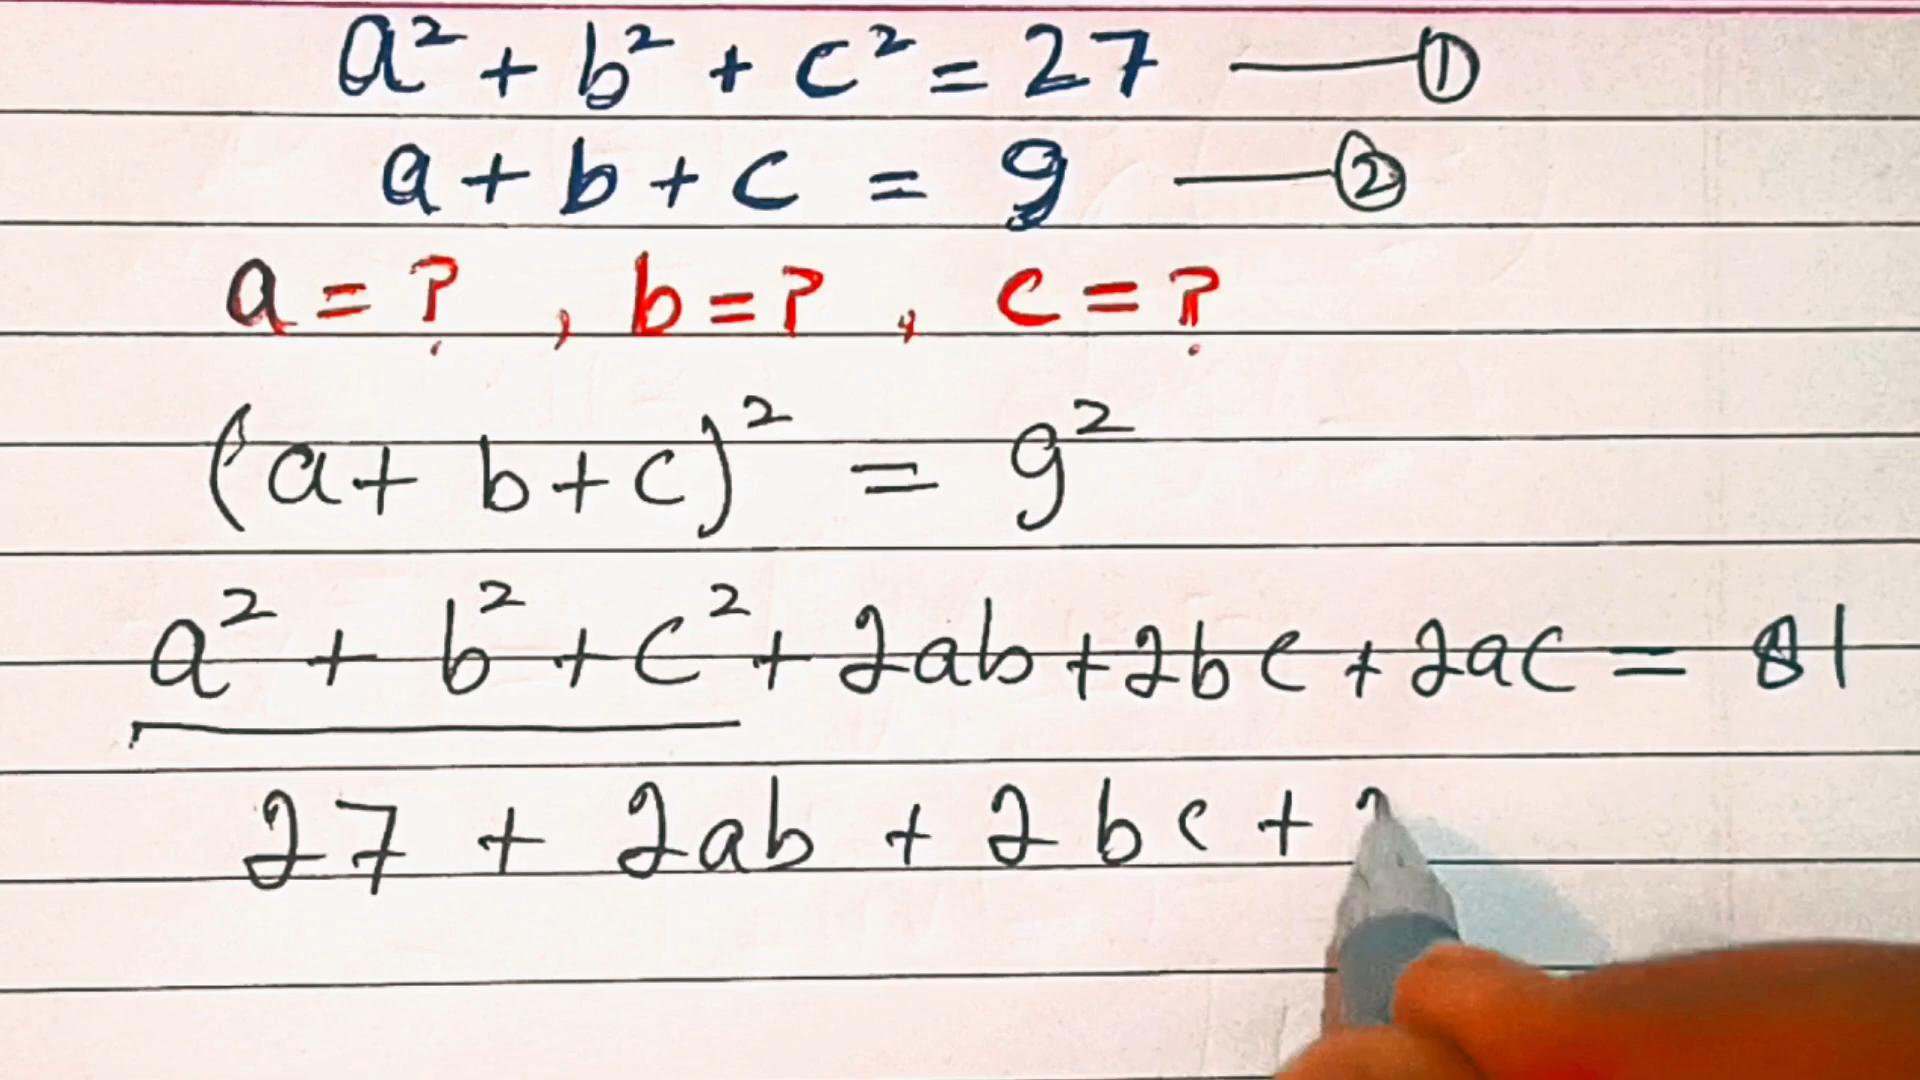 a² + b² + c² = 27 —— ①
a + b + c = 9 —— ②
a = ? , b = ? , c = ?
(a + b + c)² = 9²
a² + b² + c² + 2ab + 2bc + 2ac = 81
27 + 2ab + 2bc + 2